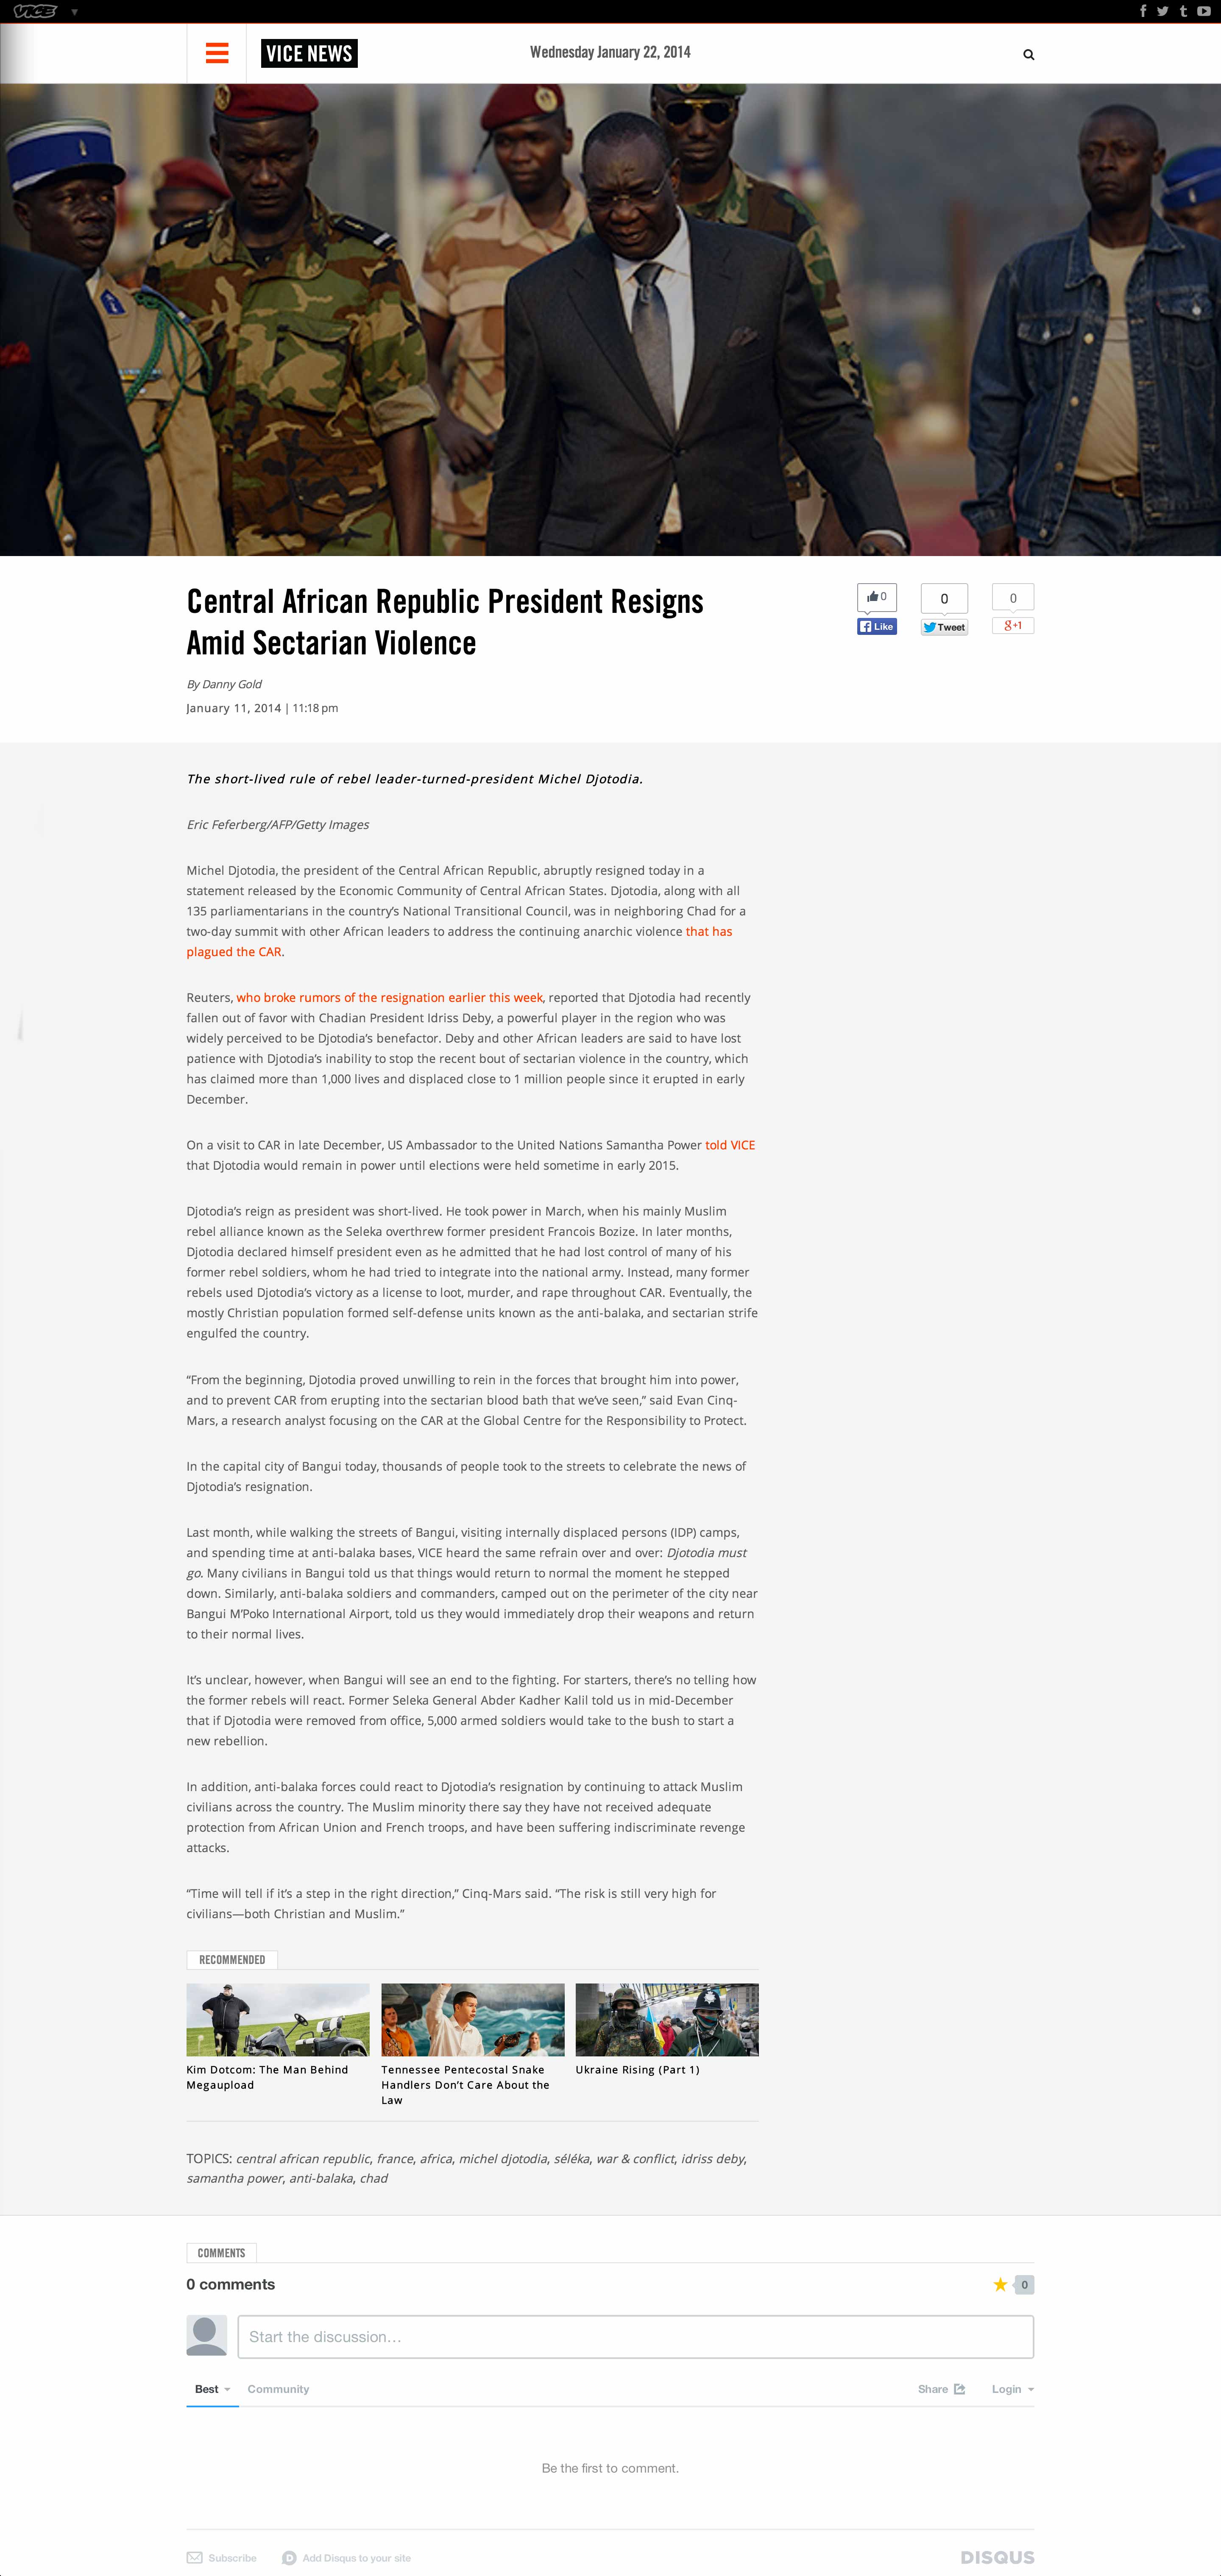 VICE
VICE NEWS
Wednesday January 22, 2014
Central African Republic President Resigns
Amid Sectarian Violence
0
Like
0
Tweet
0
g+1
By Danny Gold
January 11, 2014 | 11:18 pm
The short-lived rule of rebel leader-turned-president Michel Djotodia.
Eric Feferberg/AFP/Getty Images
Michel Djotodia, the president of the Central African Republic, abruptly resigned today in a
statement released by the Economic Community of Central African States. Djotodia, along with all
135 parliamentarians in the country's National Transitional Council, was in neighboring Chad for a
two-day summit with other African leaders to address the continuing anarchic violence that has
plagued the CAR.
Reuters, who broke rumors of the resignation earlier this week, reported that Djotodia had recently
fallen out of favor with Chadian President Idriss Deby, a powerful player in the region who was
widely perceived to be Djotodia's benefactor. Deby and other African leaders are said to have lost
patience with Djotodia's inability to stop the recent bout of sectarian violence in the country, which
has claimed more than 1,000 lives and displaced close to 1 million people since it erupted in early
December.
On a visit to CAR in late December, US Ambassador to the United Nations Samantha Power told VICE
that Djotodia would remain in power until elections were held sometime in early 2015.
Djotodia's reign as president was short-lived. He took power in March, when his mainly Muslim
rebel alliance known as the Seleka overthrew former president Francois Bozize. In later months,
Djotodia declared himself president even as he admitted that he had lost control of many of his
former rebel soldiers, whom he had tried to integrate into the national army. Instead, many former
rebels used Djotodia's victory as a license to loot, murder, and rape throughout CAR. Eventually, the
mostly Christian population formed self-defense units known as the anti-balaka, and sectarian strife
engulfed the country.
“From the beginning, Djotodia proved unwilling to rein in the forces that brought him into power,
and to prevent CAR from erupting into the sectarian blood bath that we've seen,” said Evan Cinq-
Mars, a research analyst focusing on the CAR at the Global Centre for the Responsibility to Protect.
In the capital city of Bangui today, thousands of people took to the streets to celebrate the news of
Djotodia's resignation.
Last month, while walking the streets of Bangui, visiting internally displaced persons (IDP) camps,
and spending time at anti-balaka bases, VICE heard the same refrain over and over: Djotodia must
go. Many civilians in Bangui told us that things would return to normal the moment he stepped
down. Similarly, anti-balaka soldiers and commanders, camped out on the perimeter of the city near
Bangui M'Poko International Airport, told us they would immediately drop their weapons and return
to their normal lives.
It's unclear, however, when Bangui will see an end to the fighting. For starters, there's no telling how
the former rebels will react. Former Seleka General Abder Kadher Kalil told us in mid-December
that if Djotodia were removed from office, 5,000 armed soldiers would take to the bush to start a
new rebellion.
In addition, anti-balaka forces could react to Djotodia's resignation by continuing to attack Muslim
civilians across the country. The Muslim minority there say they have not received adequate
protection from African Union and French troops, and have been suffering indiscriminate revenge
attacks.
“Time will tell if it's a step in the right direction,” Cinq-Mars said. “The risk is still very high for
civilians—both Christian and Muslim.”
RECOMMENDED
Kim Dotcom: The Man Behind
Megaupload
Tennessee Pentecostal Snake
Handlers Don't Care About the
Law
Ukraine Rising (Part 1)
TOPICS: central african republic, france, africa, michel djotodia, séléka, war & conflict, idriss deby,
samantha power, anti-balaka, chad
COMMENTS
0 comments
0
Start the discussion…
Best
Community
Share
Login
Be the first to comment.
Subscribe
Add Disqus to your site
DISQUS